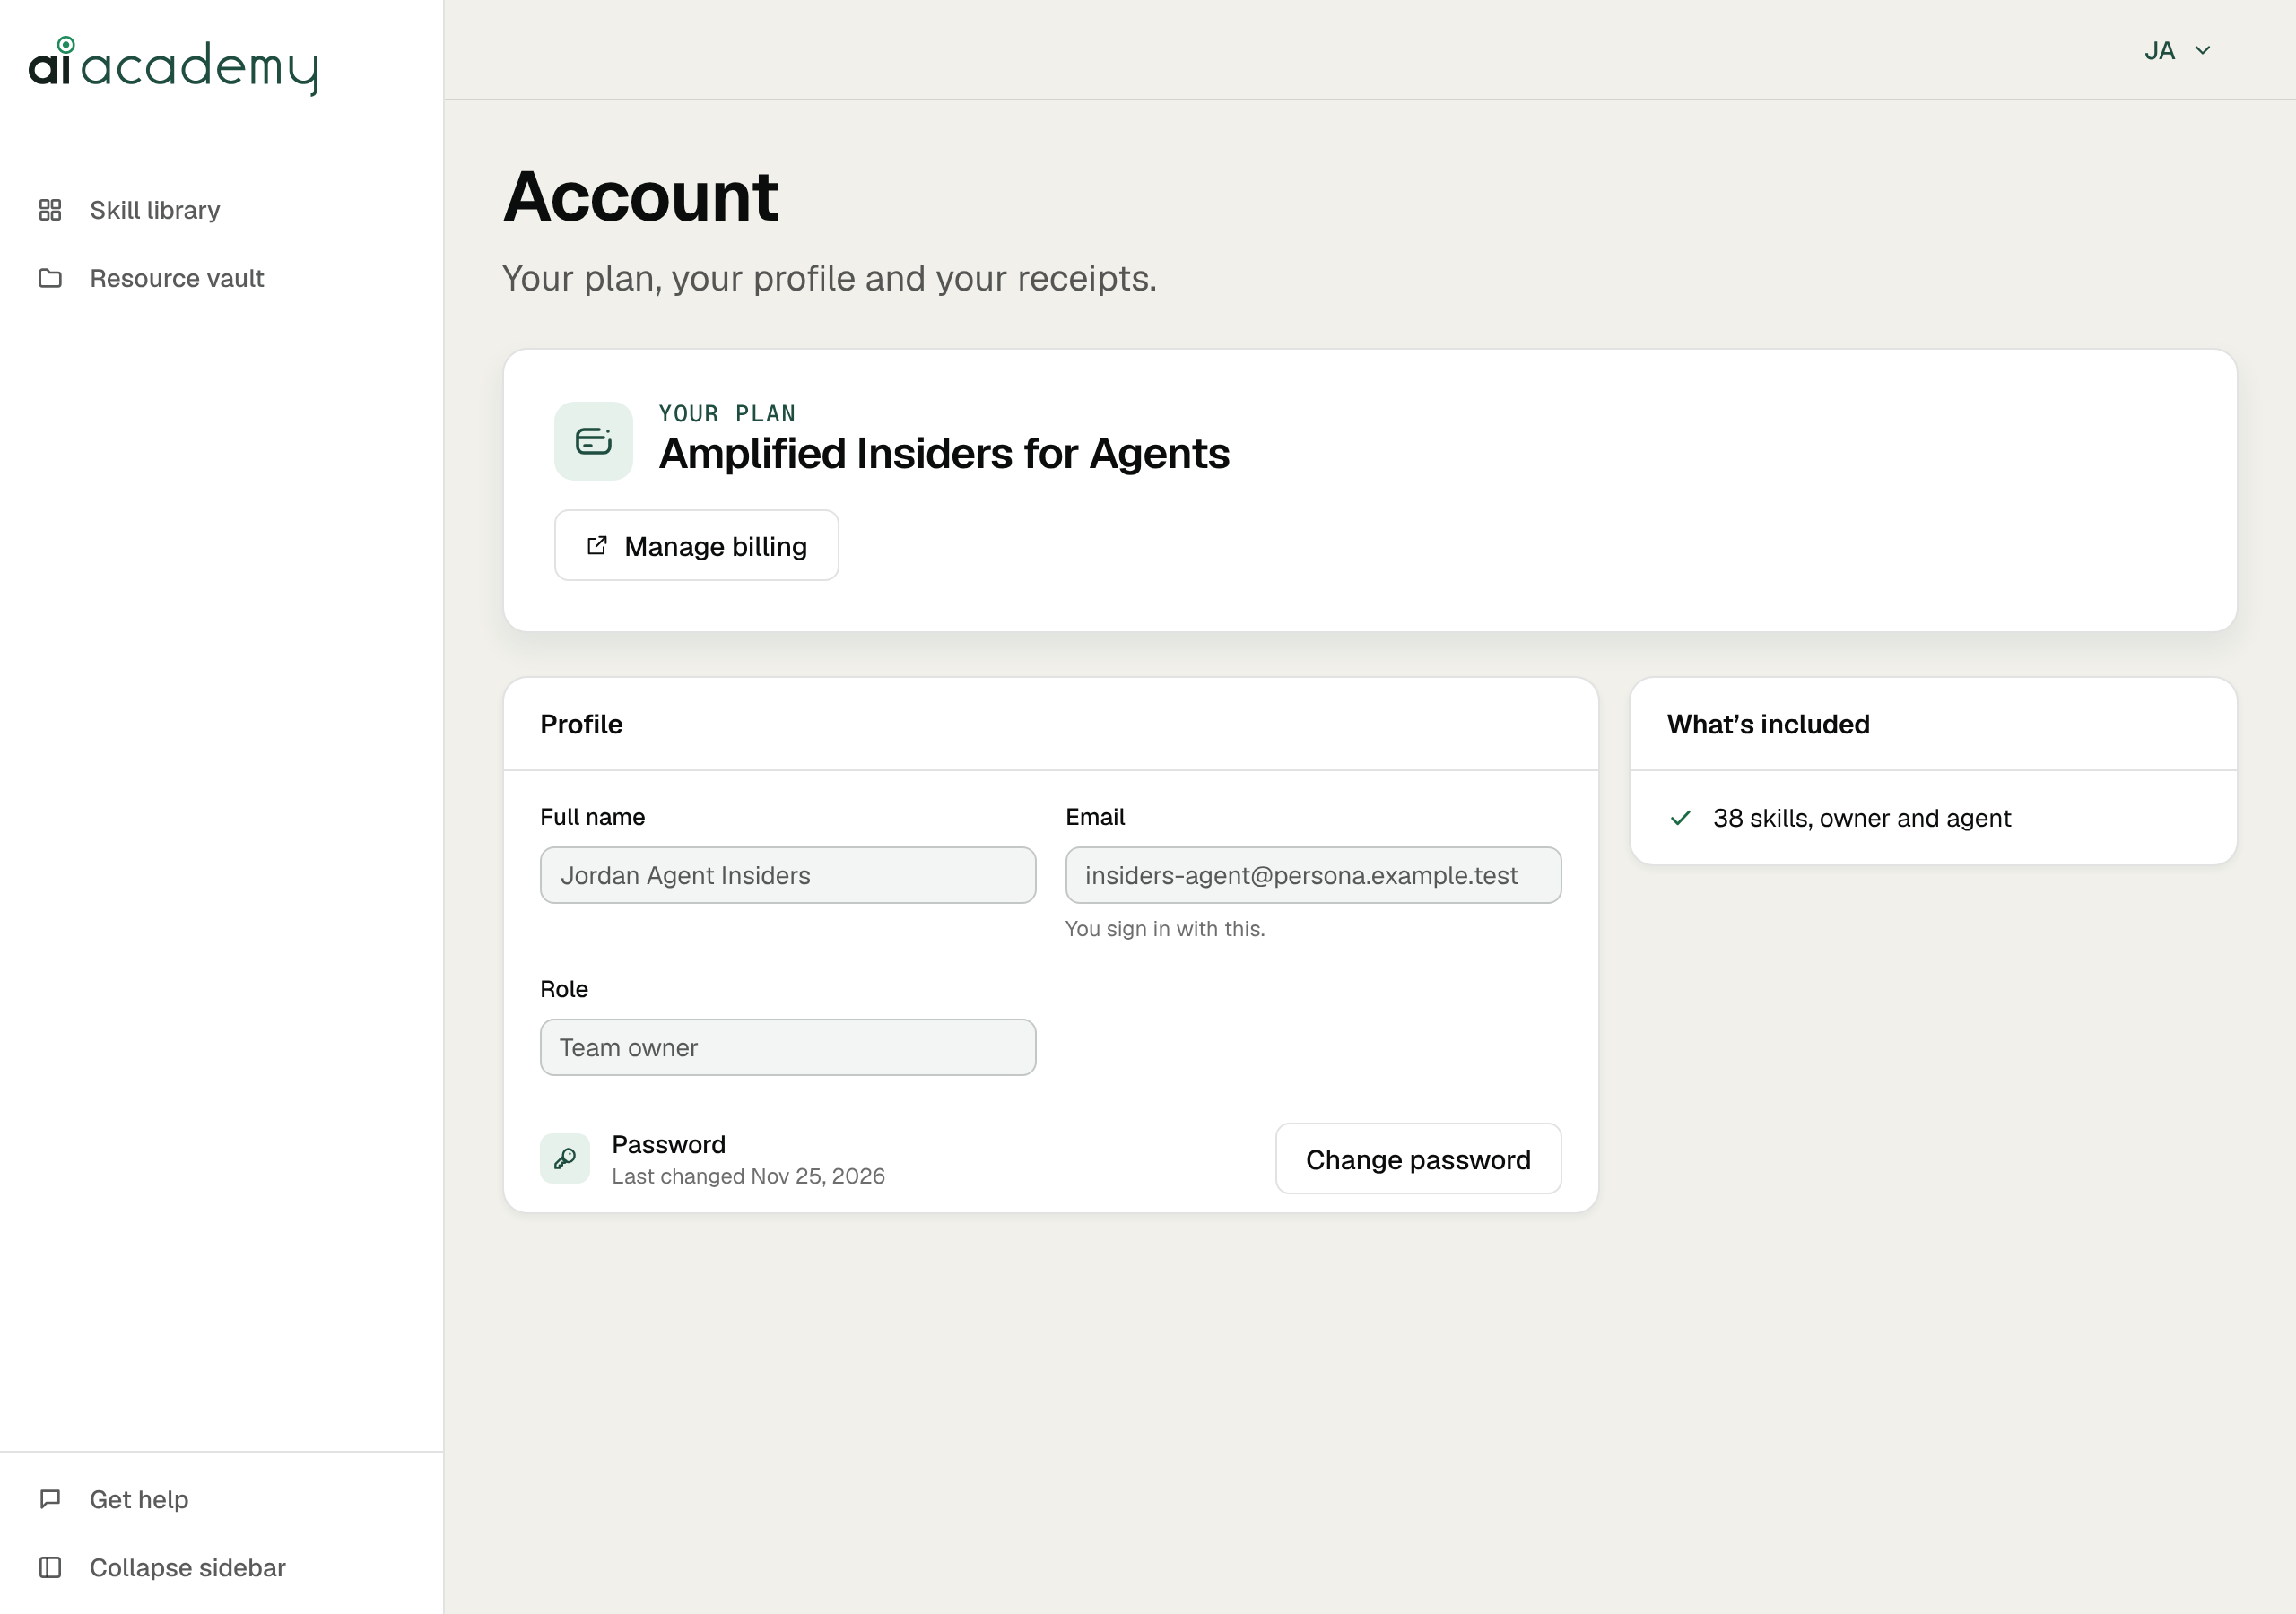 ai academy
JA
Skill library
Resource vault
Account
Your plan, your profile and your receipts.
YOUR PLAN
Amplified Insiders for Agents
Manage billing
Profile
Full name
Jordan Agent Insiders
Email
insiders-agent@persona.example.test
You sign in with this.
Role
Team owner
Password
Last changed Nov 25, 2026
Change password
What’s included
38 skills, owner and agent
Get help
Collapse sidebar